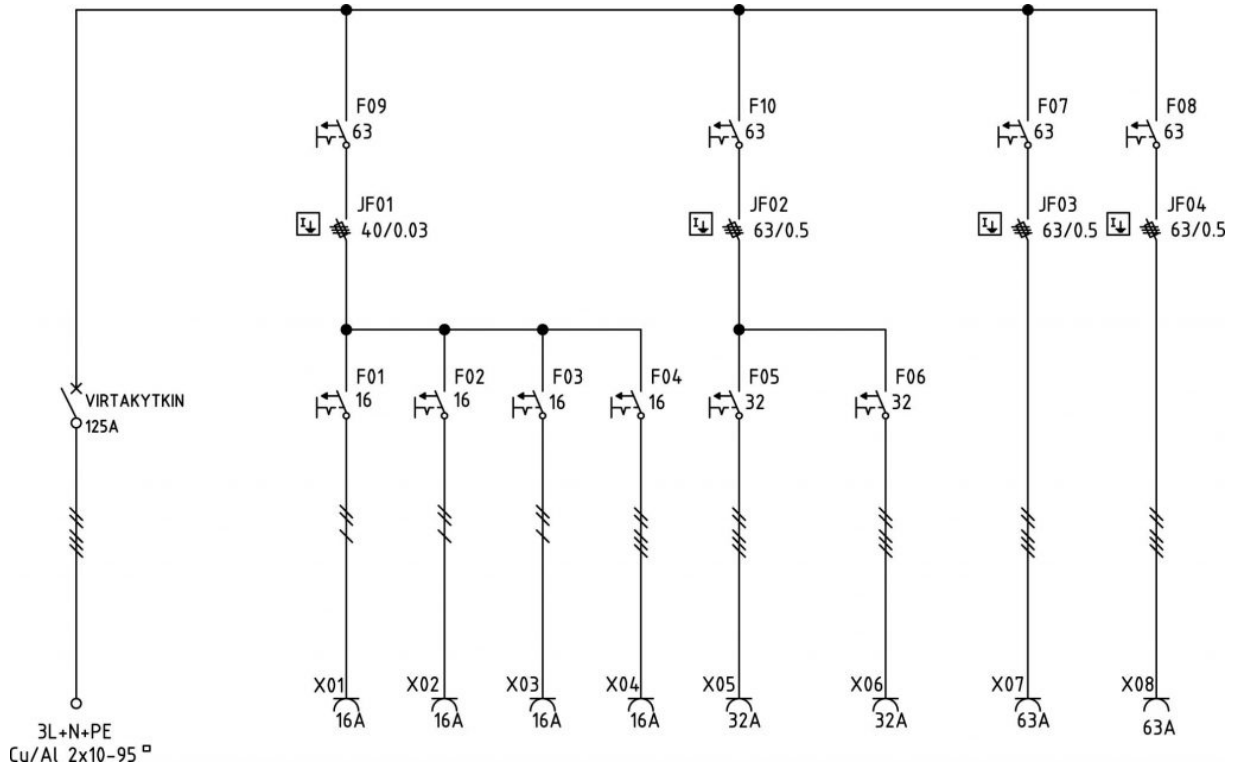 F09
63
F10
63
F07
63
F08
63
JF01
40/0.03
JF02
63/0.5
JF03
63/0.5
JF04
63/0.5
I
I
I
I
VIRTAKYTKIN
125A
F01
16
F02
16
F03
16
F04
16
F05
32
F06
32
X01
16A
X02
16A
X03
16A
X04
16A
X05
32A
X06
32A
X07
63A
X08
63A
3L+N+PE
Cu/Al 2x10-95 □